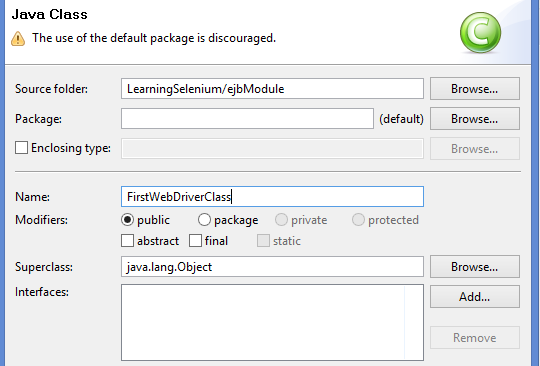 Java Class
The use of the default package is discouraged.
C
Source folder: LearningSelenium/ejbModule Browse...
Package: (default) Browse...
Enclosing type: Browse...
Name: FirstWebDriverClass
Modifiers: public package private protected
abstract final static
Superclass: java.lang.Object Browse...
Interfaces: Add...
Remove